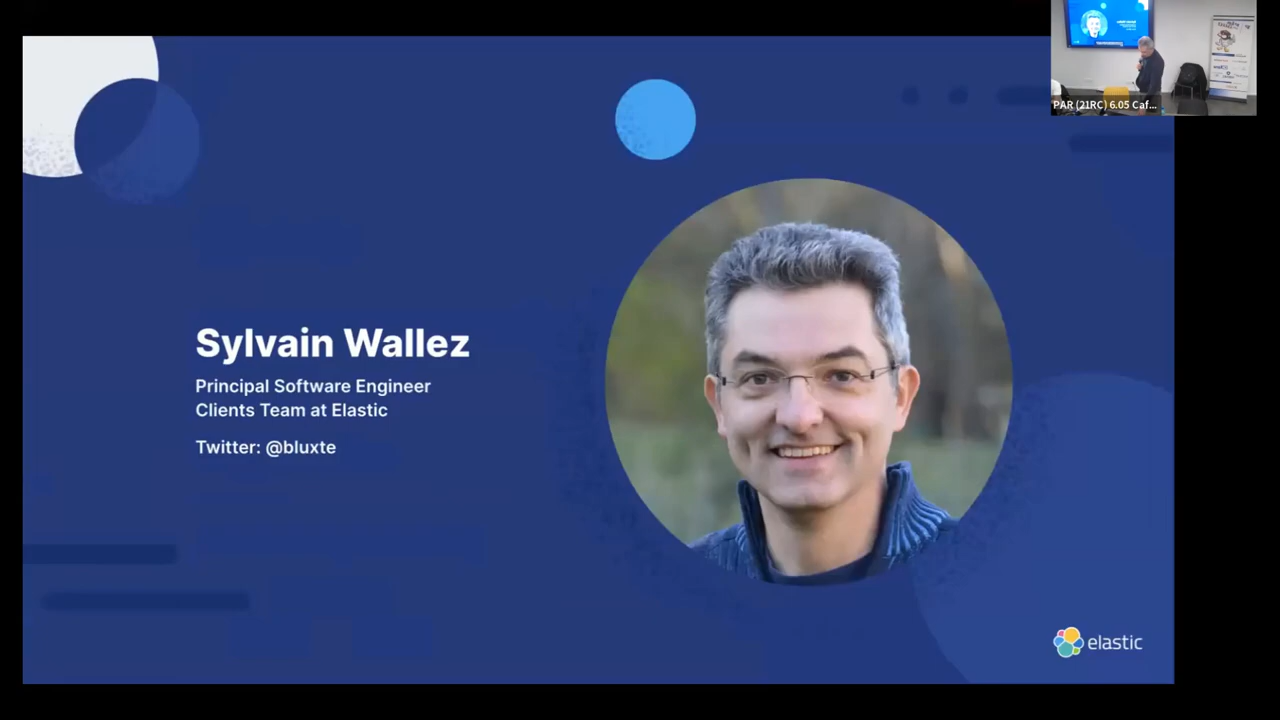 PAR (21RC) 6.05 Caf...
Sylvain Wallez
Principal Software Engineer
Clients Team at Elastic
Twitter: @bluxte
elastic